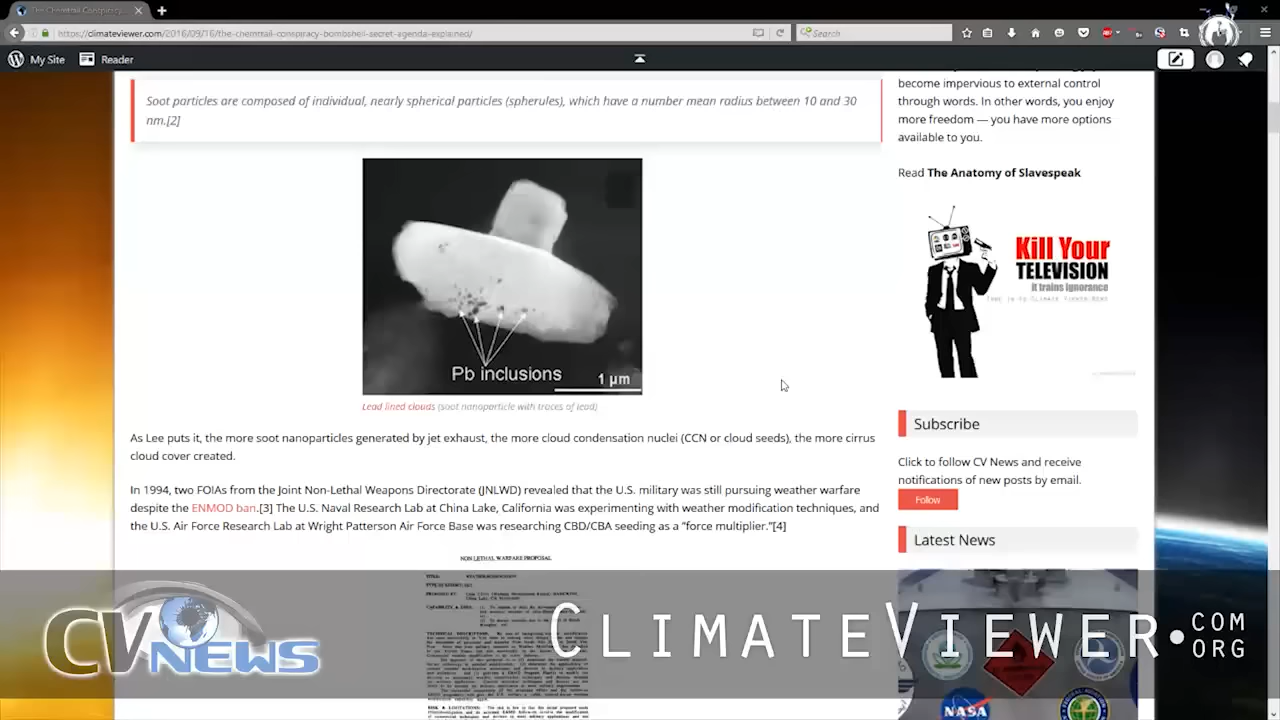 The Chemtrail Conspiracy
https://climateviewer.com/2016/09/16/the-chemtrail-conspiracy-bombshell-secret-agenda-explained/
Search
My Site
Reader
Soot particles are composed of individual, nearly spherical particles (spherules), which have a number mean radius between 10 and 30
nm.[2]
Pb inclusions
1 µm
Lead lined clouds (soot nanoparticle with traces of lead)
As Lee puts it, the more soot nanoparticles generated by jet exhaust, the more cloud condensation nuclei (CCN or cloud seeds), the more cirrus
cloud cover created.
In 1994, two FOIAs from the Joint Non-Lethal Weapons Directorate (JNLWD) revealed that the U.S. military was still pursuing weather warfare
despite the ENMOD ban.[3] The U.S. Naval Research Lab at China Lake, California was experimenting with weather modification techniques, and
the U.S. Air Force Research Lab at Wright Patterson Air Force Base was researching CBD/CBA seeding as a "force multiplier."[4]
NON LETHAL WARFARE PROPOSAL
become impervious to external control
through words. In other words, you enjoy
more freedom — you have more options
available to you.
Read The Anatomy of Slavespeak
Kill Your
TELEVISION
it trains ignorance
Subscribe
Click to follow CV News and receive
notifications of new posts by email.
Follow
Latest News
NASA
CVNEWS
CLIMATEVIEWER.COM
ORG